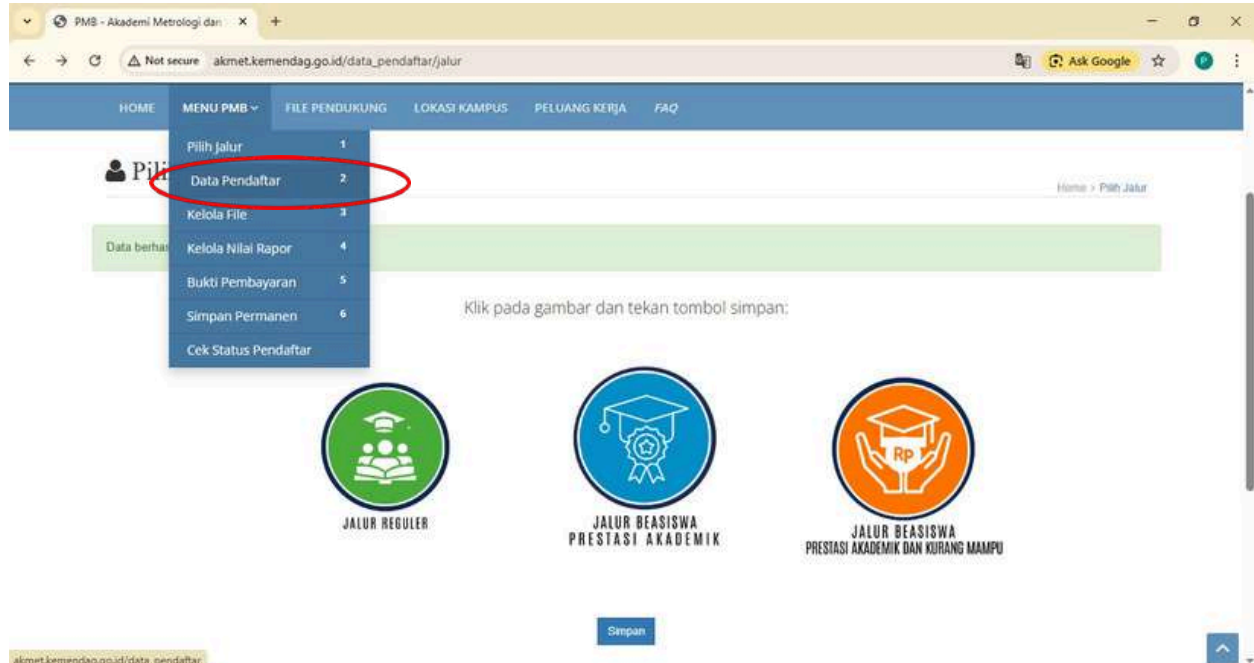 PMB - Akademi Metrologi dan
Not secure akmet.kemendag.go.id/data_pendaftar/jalur
Ask Google
P
HOME MENU PMB FILE PENDUKUNG LOKASI KAMPUS PELUANG KERJA FAQ
Pilih Jalur 1
Pili
Data Pendaftar 2
Home > Pilih Jalur
Kelola File 3
Data berhas
Kelola Nilai Rapor 4
Bukti Pembayaran 5
Klik pada gambar dan tekan tombol simpan:
Simpan Permanen 6
Cek Status Pendaftar
Rp
JALUR REGULER
JALUR BEASISWA
PRESTASI AKADEMIK
JALUR BEASISWA
PRESTASI AKADEMIK DAN KURANG MAMPU
Simpan
akmet.kemendag.go.id/data_pendaftar